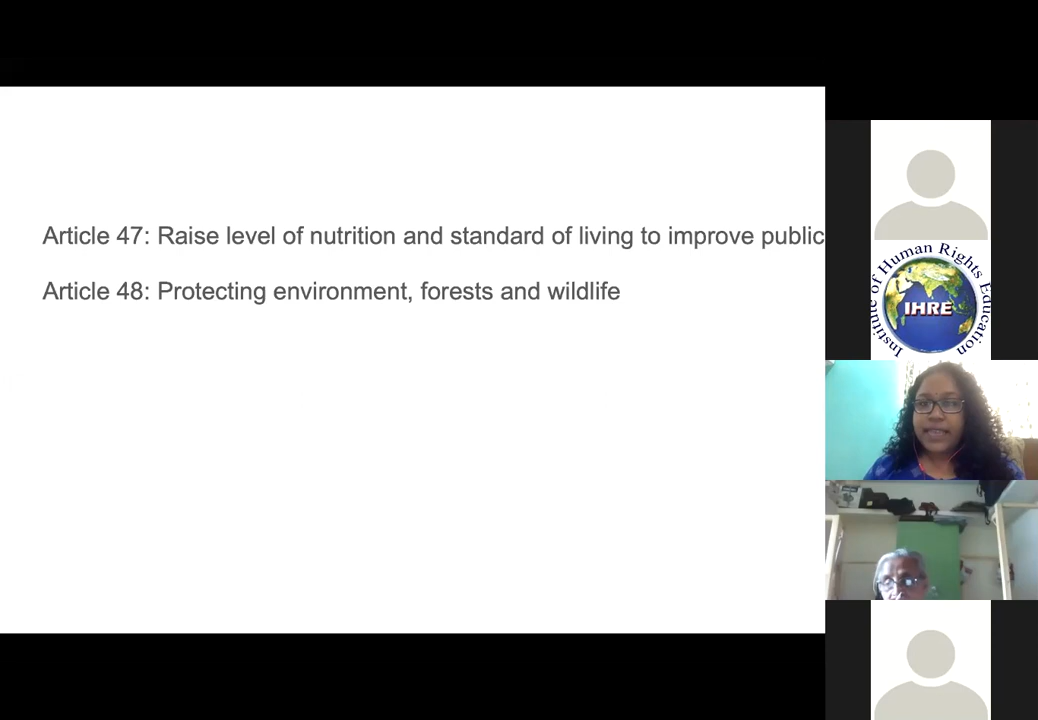 Article 47: Raise level of nutrition and standard of living to improve public
Article 48: Protecting environment, forests and wildlife
Institute of Human Rights Education
IHRE